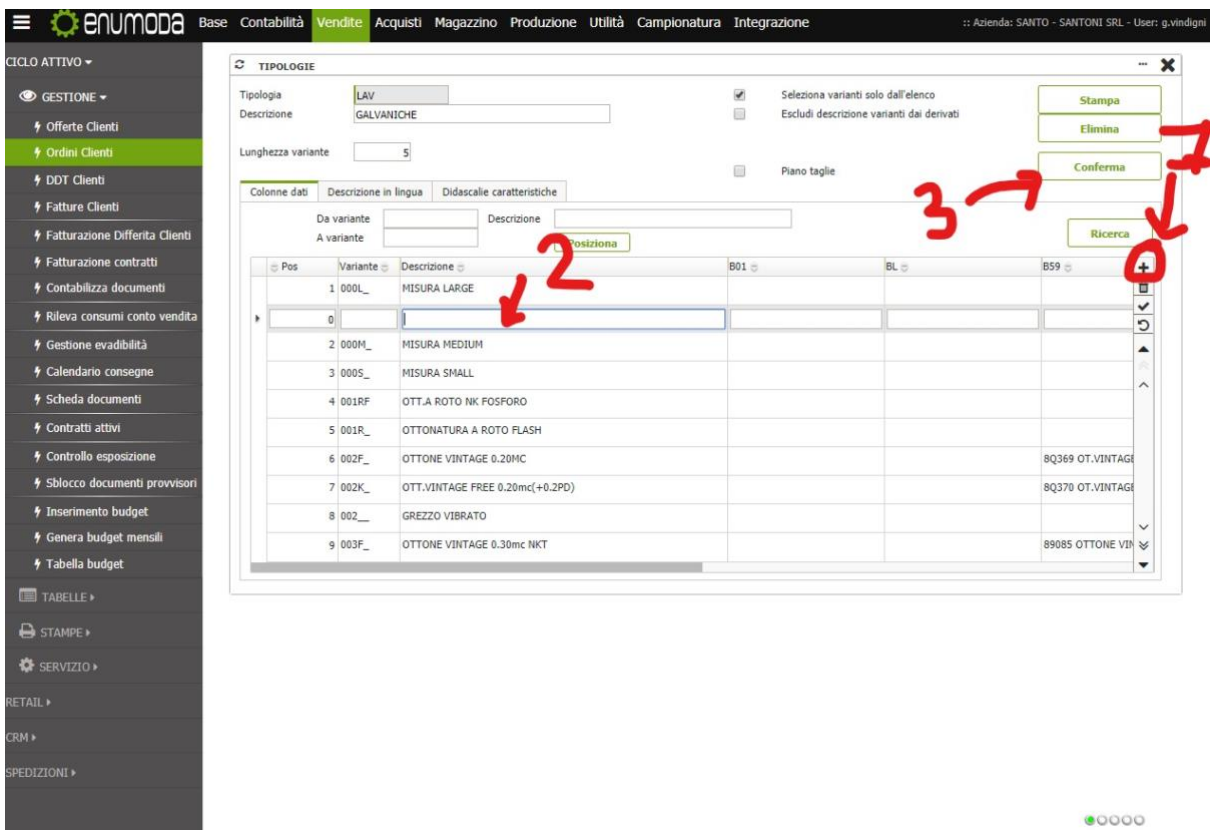 enumoda Base Contabilità Vendite Acquisti Magazzino Produzione Utilità Campionatura Integrazione :: Azienda: SANTO - SANTONI SRL - User: g.vindigni
CICLO ATTIVO
GESTIONE
Offerte Clienti
Ordini Clienti
DDT Clienti
Fatture Clienti
Fatturazione Differita Clienti
Fatturazione contratti
Contabilizza documenti
Rileva consumi conto vendita
Gestione evadibilità
Calendario consegne
Scheda documenti
Contratti attivi
Controllo esposizione
Sblocco documenti provvisori
Inserimento budget
Genera budget mensili
Tabella budget
TABELLE
STAMPE
SERVIZIO
RETAIL
CRM
SPEDIZIONI
TIPOLOGIE
Tipologia LAV Seleziona varianti solo dall'elenco Stampa
Descrizione GALVANICHE Escludi descrizione varianti dai derivati Elimina
1
Lunghezza variante 5 Piano taglie Conferma
3
Colonne dati Descrizione in lingua Didascalie caratteristiche
Da variante Descrizione
A variante Posiziona Ricerca
2
Pos Variante Descrizione B01 BL B59
1 000L_ MISURA LARGE
0
2 000M_ MISURA MEDIUM
3 000S_ MISURA SMALL
4 001RF OTT.A ROTO NK FOSFORO
5 001R_ OTTONATURA A ROTO FLASH
6 002F_ OTTONE VINTAGE 0.20MC 8Q369 OT.VINTAGE
7 002K_ OTT.VINTAGE FREE 0.20mc(+0.2PD) 8Q370 OT.VINTAGE
8 002__ GREZZO VIBRATO
9 003F_ OTTONE VINTAGE 0.30mc NKT 89085 OTTONE VIN